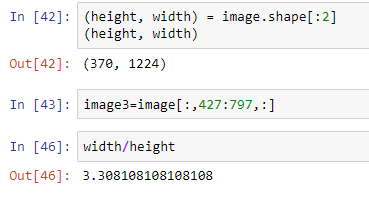 In [42]: (height, width) = image.shape[:2]
(height, width)
Out[42]: (370, 1224)
In [43]: image3=image[:,427:797,:]
In [46]: width/height
Out[46]: 3.308108108108108